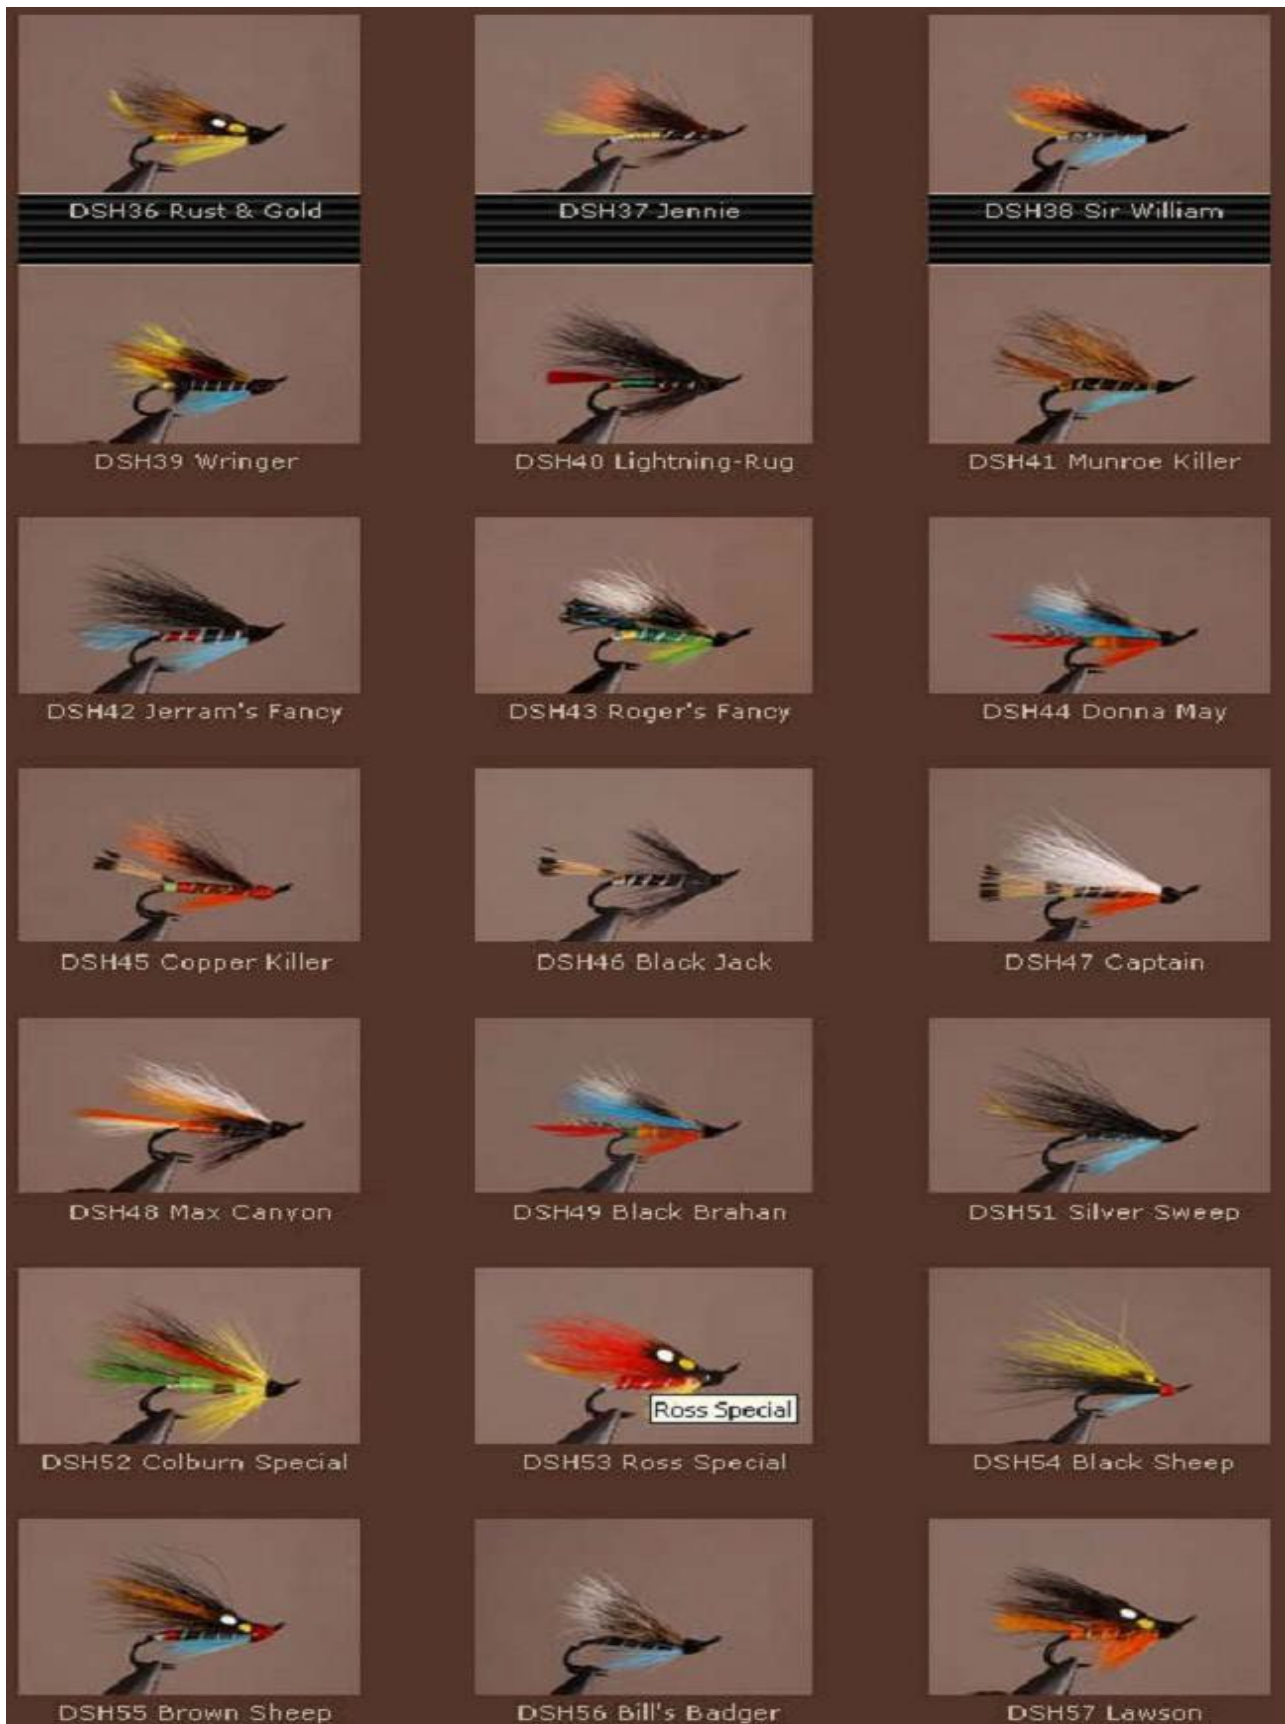 DSH36 Rust & Gold
DSH37 Jennie
DSH38 Sir William
DSH39 Wringer
DSH40 Lightning-Rug
DSH41 Munroe Killer
DSH42 Jerram's Fancy
DSH43 Roger's Fancy
DSH44 Donna May
DSH45 Copper Killer
DSH46 Black Jack
DSH47 Captain
DSH48 Max Canyon
DSH49 Black Brahan
DSH51 Silver Sweep
DSH52 Colburn Special
Ross Special
DSH53 Ross Special
DSH54 Black Sheep
DSH55 Brown Sheep
DSH56 Bill's Badger
DSH57 Lawson